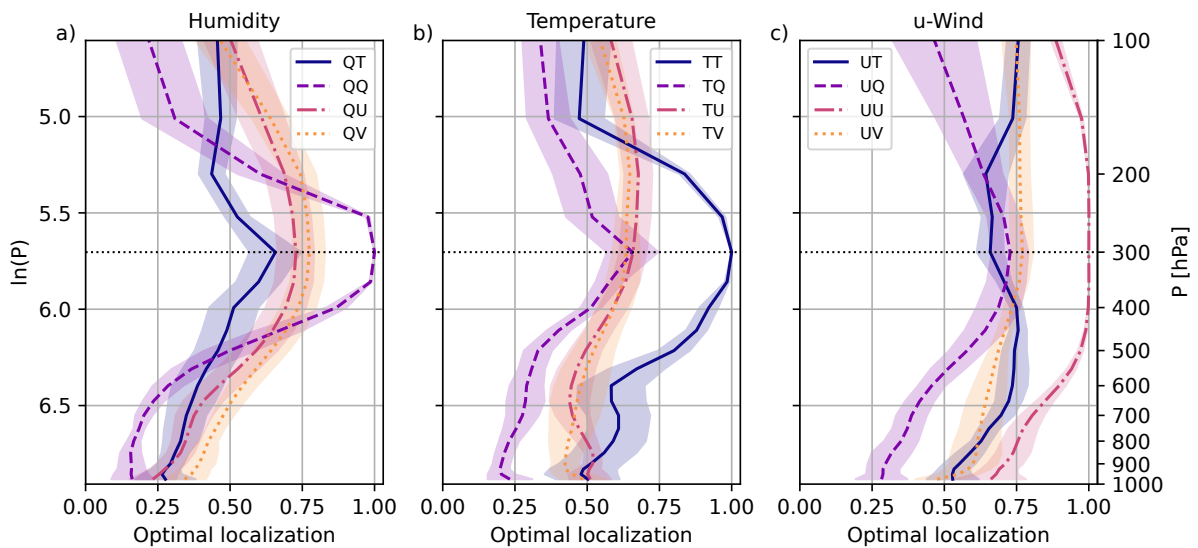 Humidity
Temperature
u-Wind
a)
b)
c)
QT
QQ
QU
QV
TT
TQ
TU
TV
UT
UQ
UU
UV
ln(P)
5.0
5.5
6.0
6.5
100
200
300
400
500
600
700
800
900
1000
P [hPa]
0.00 0.25 0.50 0.75 1.00
0.00 0.25 0.50 0.75 1.00
0.00 0.25 0.50 0.75 1.00
Optimal localization
Optimal localization
Optimal localization